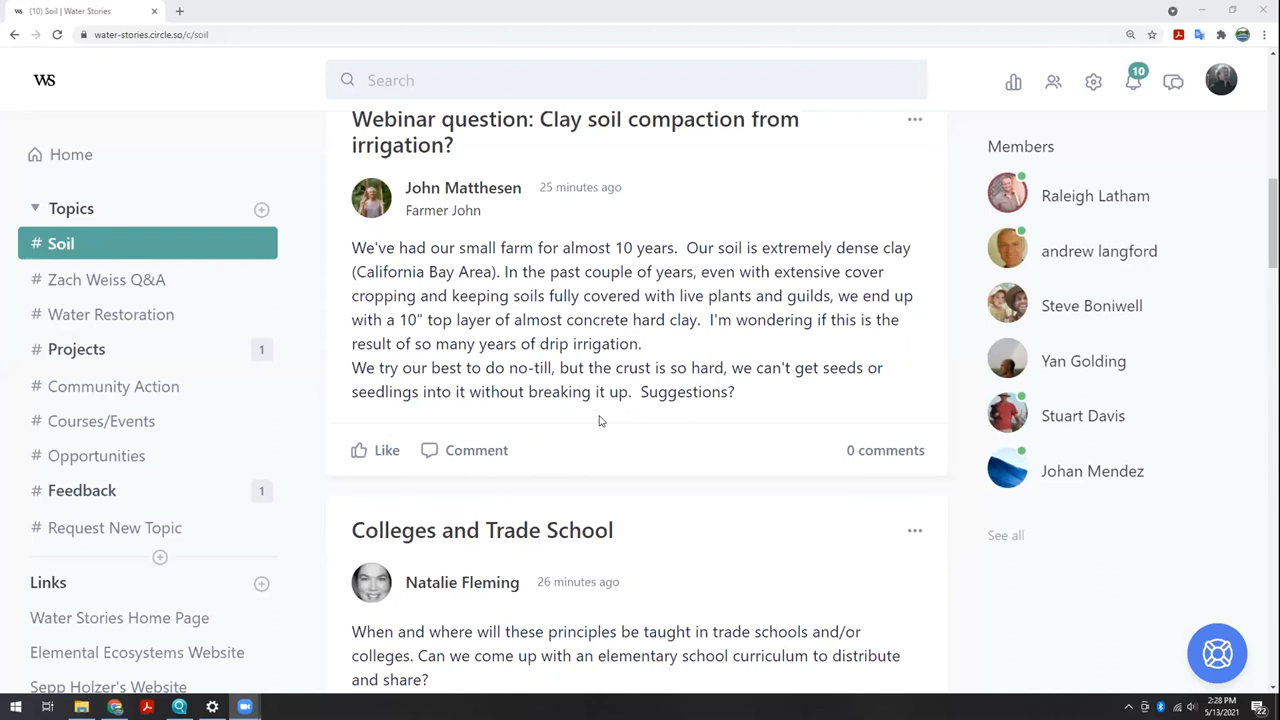 (10) Soil | Water Stories
water-stories.circle.so/c/soil
WS
Search
10
Home
Topics
# Soil
# Zach Weiss Q&A
# Water Restoration
# Projects 1
# Community Action
# Courses/Events
# Opportunities
# Feedback 1
# Request New Topic
Links
Water Stories Home Page
Elemental Ecosystems Website
Sepp Holzer's Website
Webinar question: Clay soil compaction from
irrigation?
John Matthesen 25 minutes ago
Farmer John
We've had our small farm for almost 10 years. Our soil is extremely dense clay
(California Bay Area). In the past couple of years, even with extensive cover
cropping and keeping soils fully covered with live plants and guilds, we end up
with a 10" top layer of almost concrete hard clay. I'm wondering if this is the
result of so many years of drip irrigation.
We try our best to do no-till, but the crust is so hard, we can't get seeds or
seedlings into it without breaking it up. Suggestions?
Like Comment 0 comments
Colleges and Trade School
Natalie Fleming 26 minutes ago
When and where will these principles be taught in trade schools and/or
colleges. Can we come up with an elementary school curriculum to distribute
and share?
Members
Raleigh Latham
andrew langford
Steve Boniwell
Yan Golding
Stuart Davis
Johan Mendez
See all
2:28 PM
5/13/2021
22